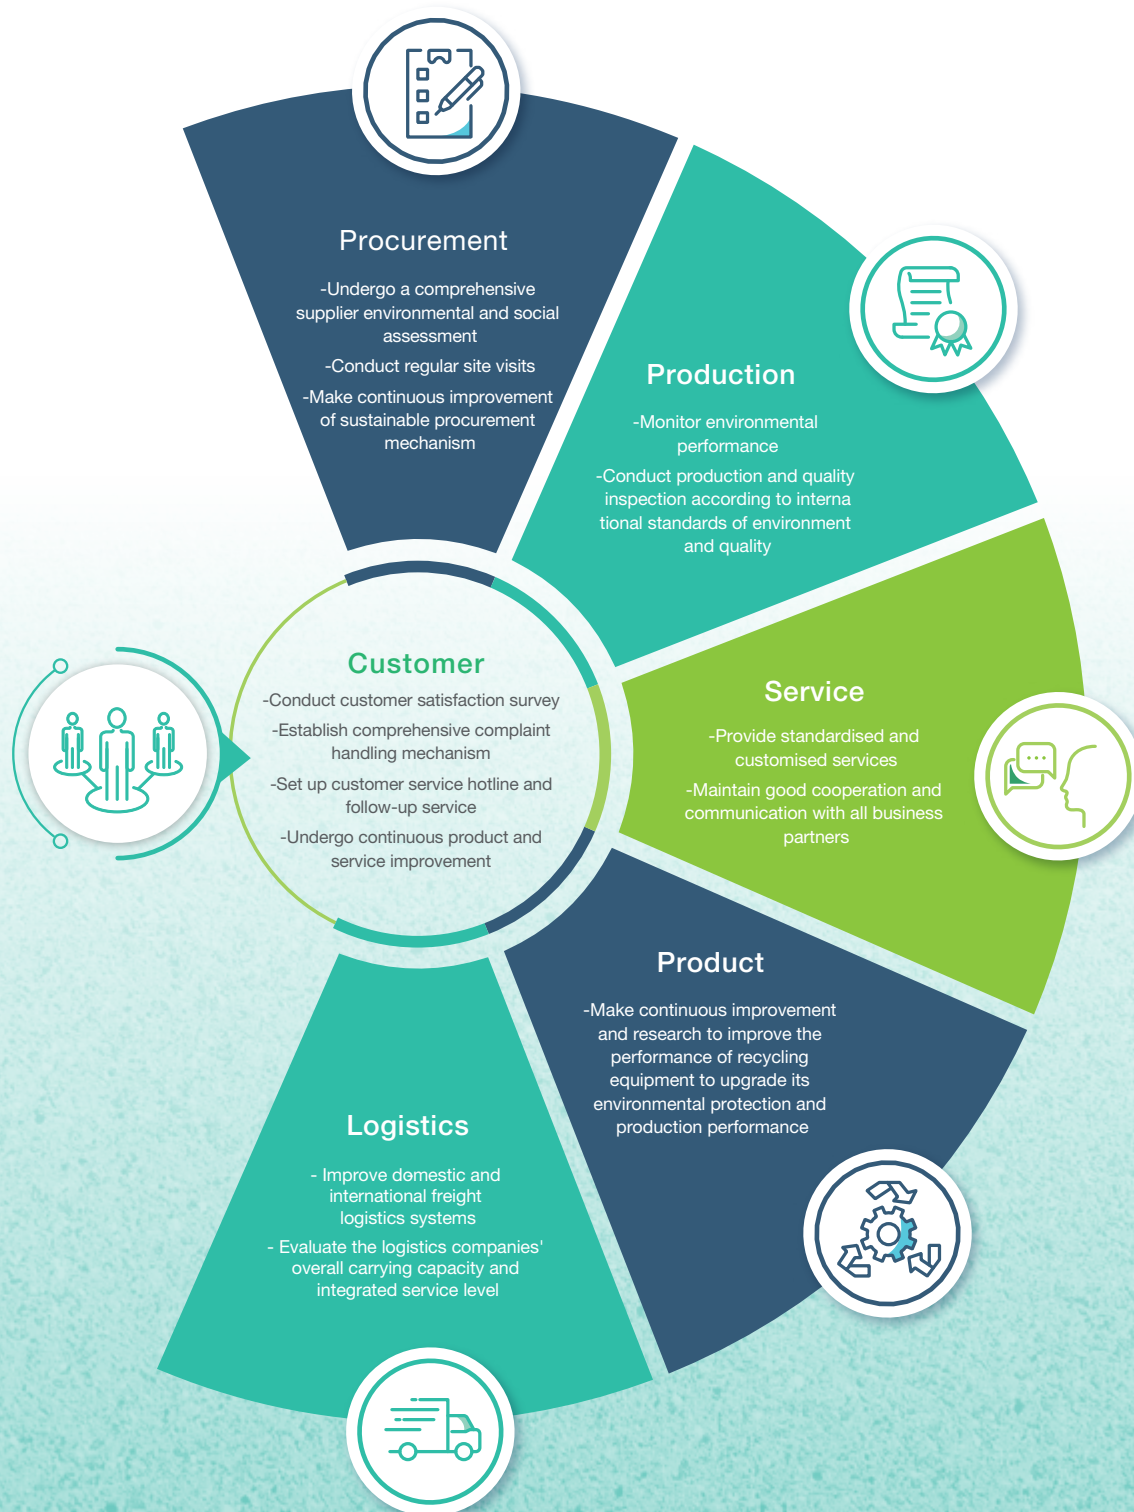 Procurement
-Undergo a comprehensive
supplier environmental and social
assessment
-Conduct regular site visits
-Make continuous improvement
of sustainable procurement
mechanism
Production
-Monitor environmental
performance
-Conduct production and quality
inspection according to interna
tional standards of environment
and quality
Service
-Provide standardised and
customised services
-Maintain good cooperation and
communication with all business
partners
Customer
-Conduct customer satisfaction survey
-Establish comprehensive complaint
handling mechanism
-Set up customer service hotline and
follow-up service
-Undergo continuous product and
service improvement
Product
-Make continuous improvement
and research to improve the
performance of recycling
equipment to upgrade its
environmental protection and
production performance
Logistics
- Improve domestic and
international freight
logistics systems
- Evaluate the logistics companies'
overall carrying capacity and
integrated service level